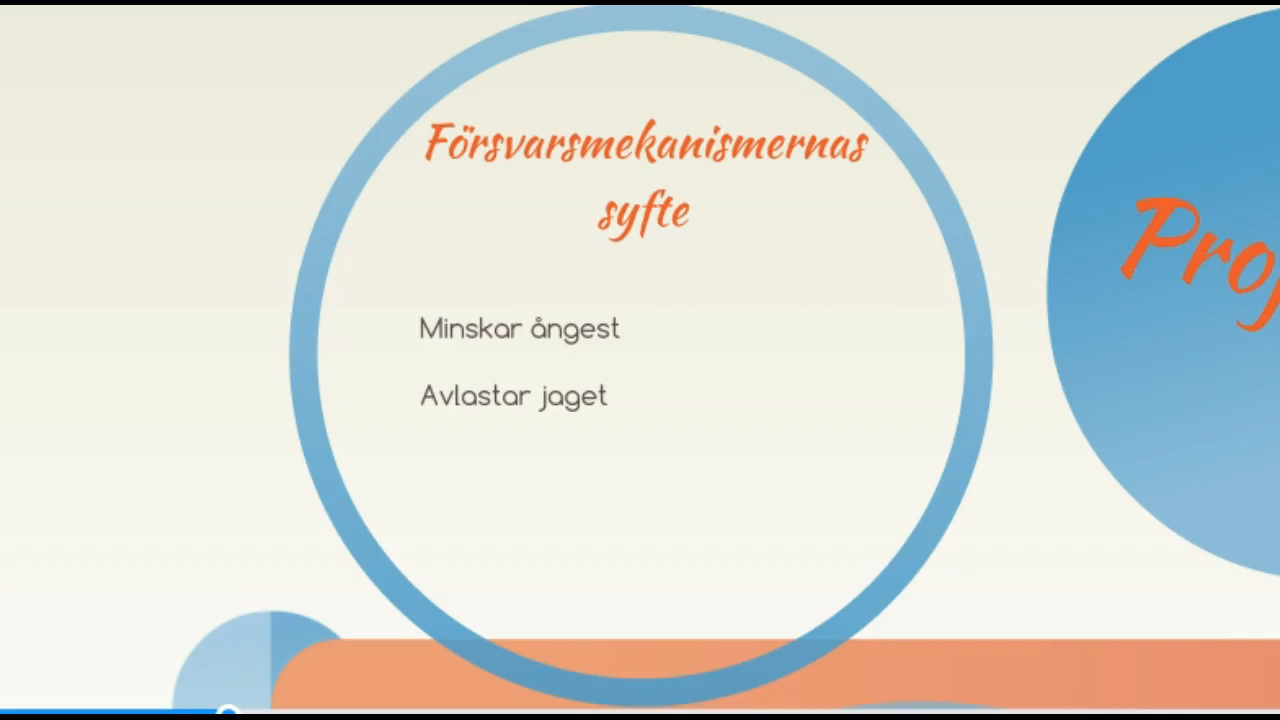 Försvarsmekanismernas
syfte
Minskar ångest
Avlastar jaget